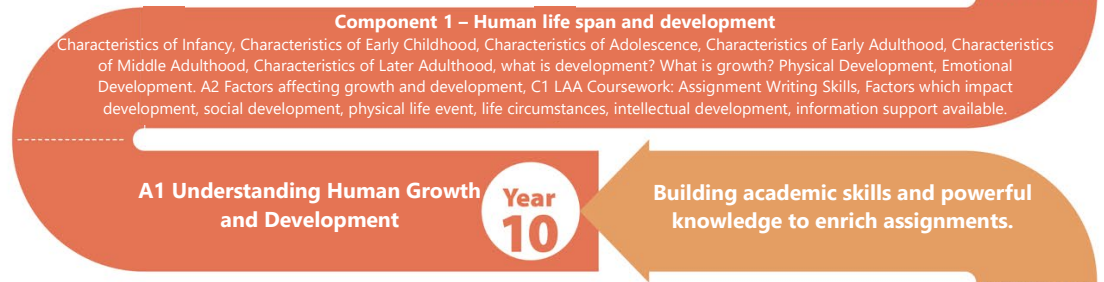 Component 1 – Human life span and development
Characteristics of Infancy, Characteristics of Early Childhood, Characteristics of Adolescence, Characteristics of Early Adulthood, Characteristics
of Middle Adulthood, Characteristics of Later Adulthood, what is development? What is growth? Physical Development, Emotional
Development. A2 Factors affecting growth and development, C1 LAA Coursework: Assignment Writing Skills, Factors which impact
development, social development, physical life event, life circumstances, intellectual development, information support available.
A1 Understanding Human Growth
and Development
Year
10
Building academic skills and powerful
knowledge to enrich assignments.